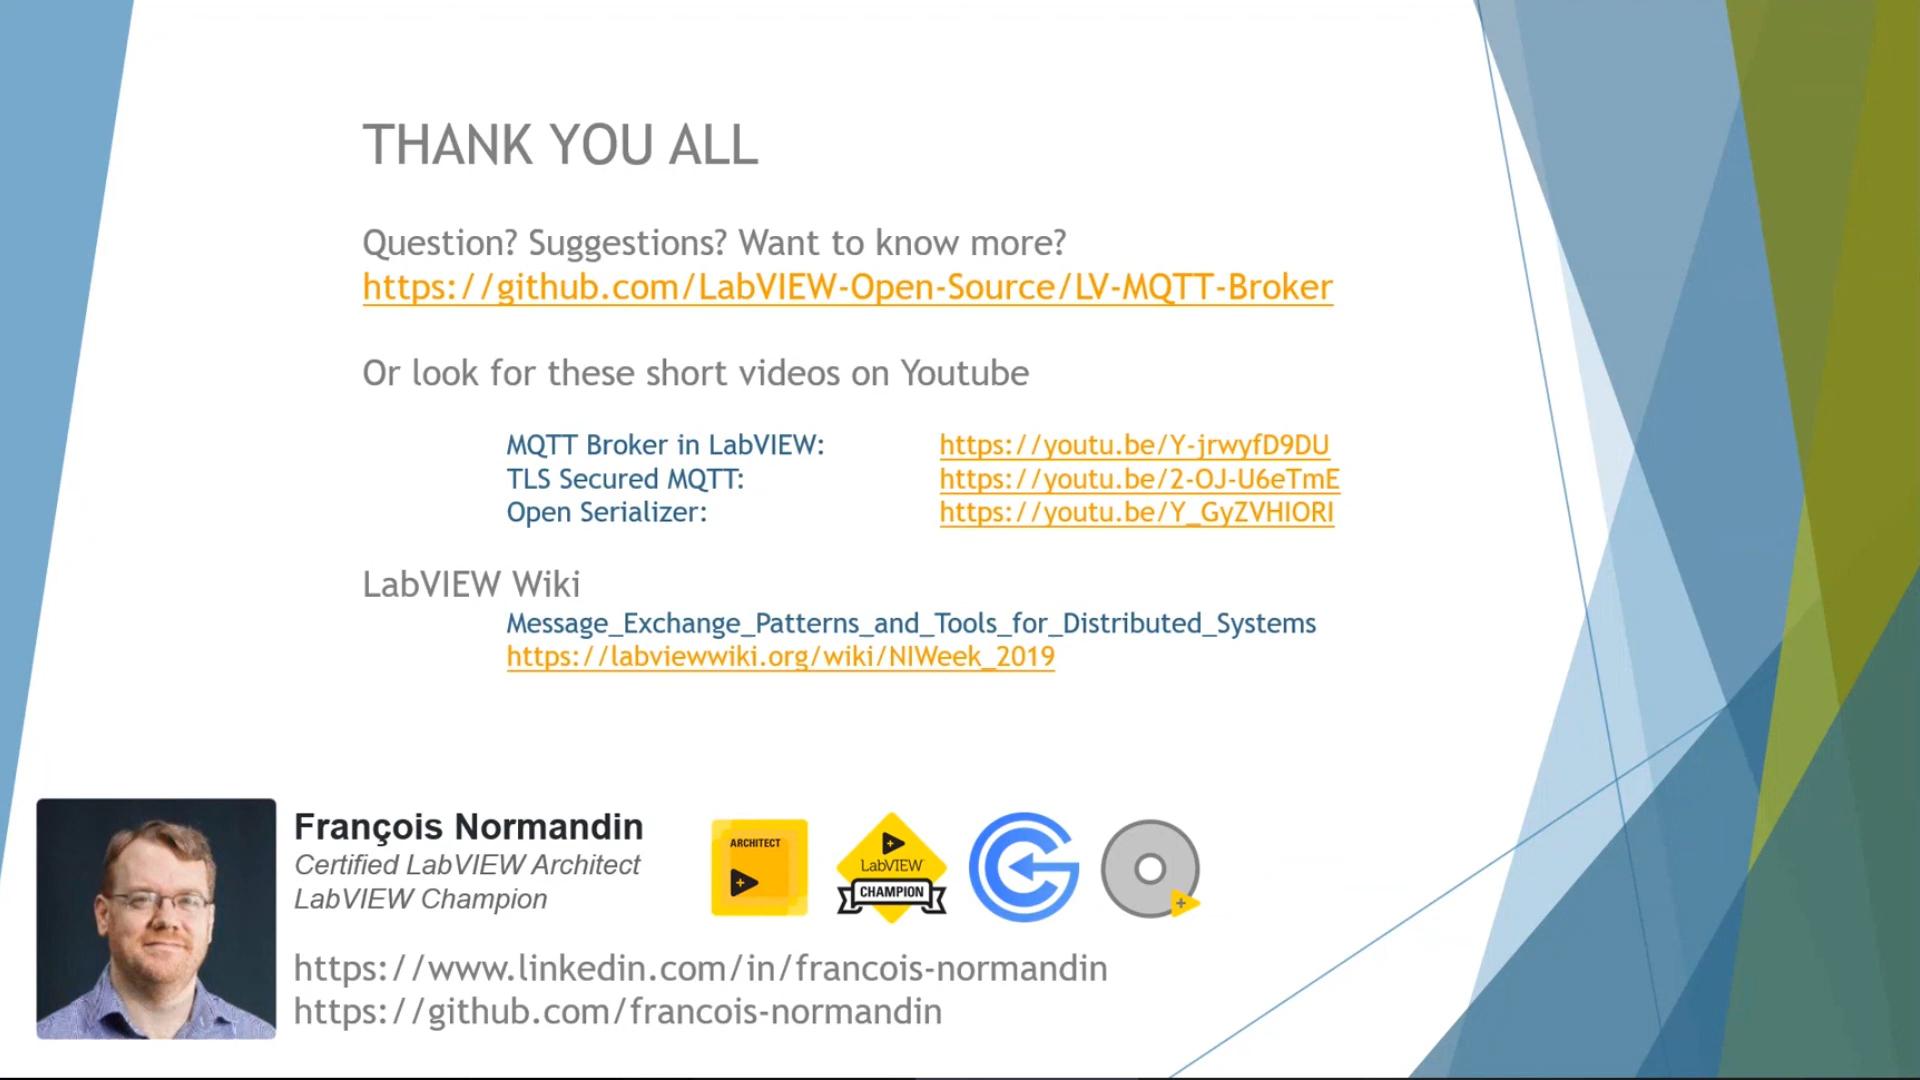 THANK YOU ALL
Question? Suggestions? Want to know more?
https://github.com/LabVIEW-Open-Source/LV-MQTT-Broker
Or look for these short videos on Youtube
MQTT Broker in LabVIEW: https://youtu.be/Y-jrwyfD9DU
TLS Secured MQTT: https://youtu.be/2-OJ-U6eTmE
Open Serializer: https://youtu.be/Y_GyZVHIORI
LabVIEW Wiki
Message_Exchange_Patterns_and_Tools_for_Distributed_Systems
https://labviewwiki.org/wiki/NIWeek_2019
François Normandin
Certified LabVIEW Architect
LabVIEW Champion
ARCHITECT
LabVIEW
CHAMPION
https://www.linkedin.com/in/francois-normandin
https://github.com/francois-normandin